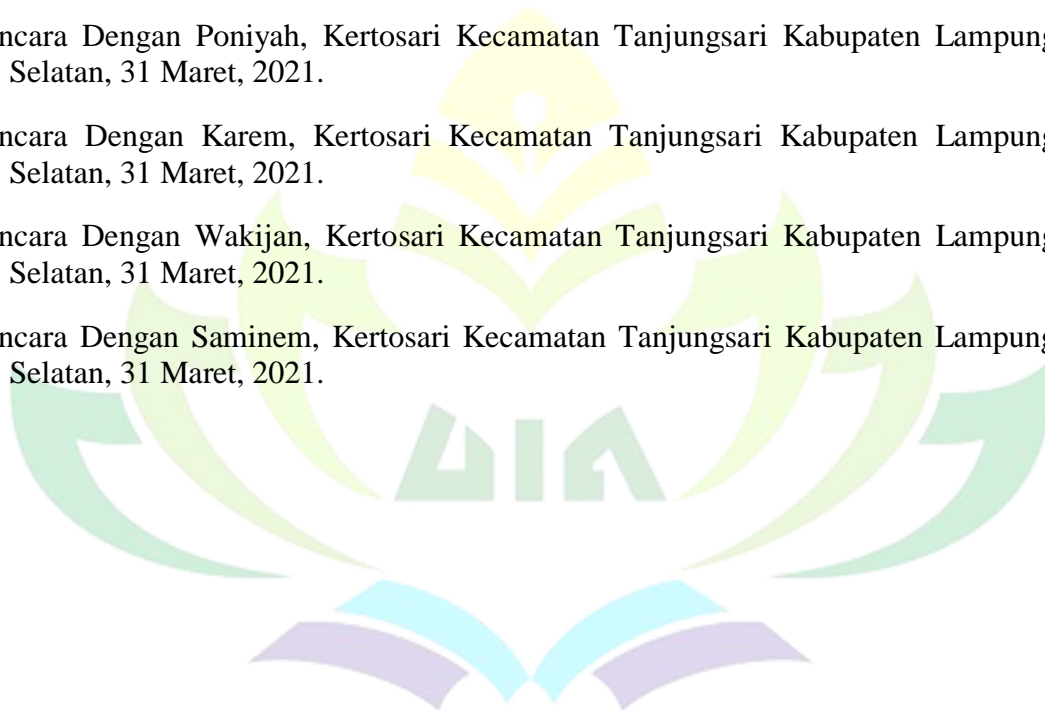 ncara Dengan Poniyah, Kertosari Kecamatan Tanjungsari Kabupaten Lampung
Selatan, 31 Maret, 2021.
ncara Dengan Karem, Kertosari Kecamatan Tanjungsari Kabupaten Lampung
Selatan, 31 Maret, 2021.
ncara Dengan Wakijan, Kertosari Kecamatan Tanjungsari Kabupaten Lampung
Selatan, 31 Maret, 2021.
ncara Dengan Saminem, Kertosari Kecamatan Tanjungsari Kabupaten Lampung
Selatan, 31 Maret, 2021.
UIN